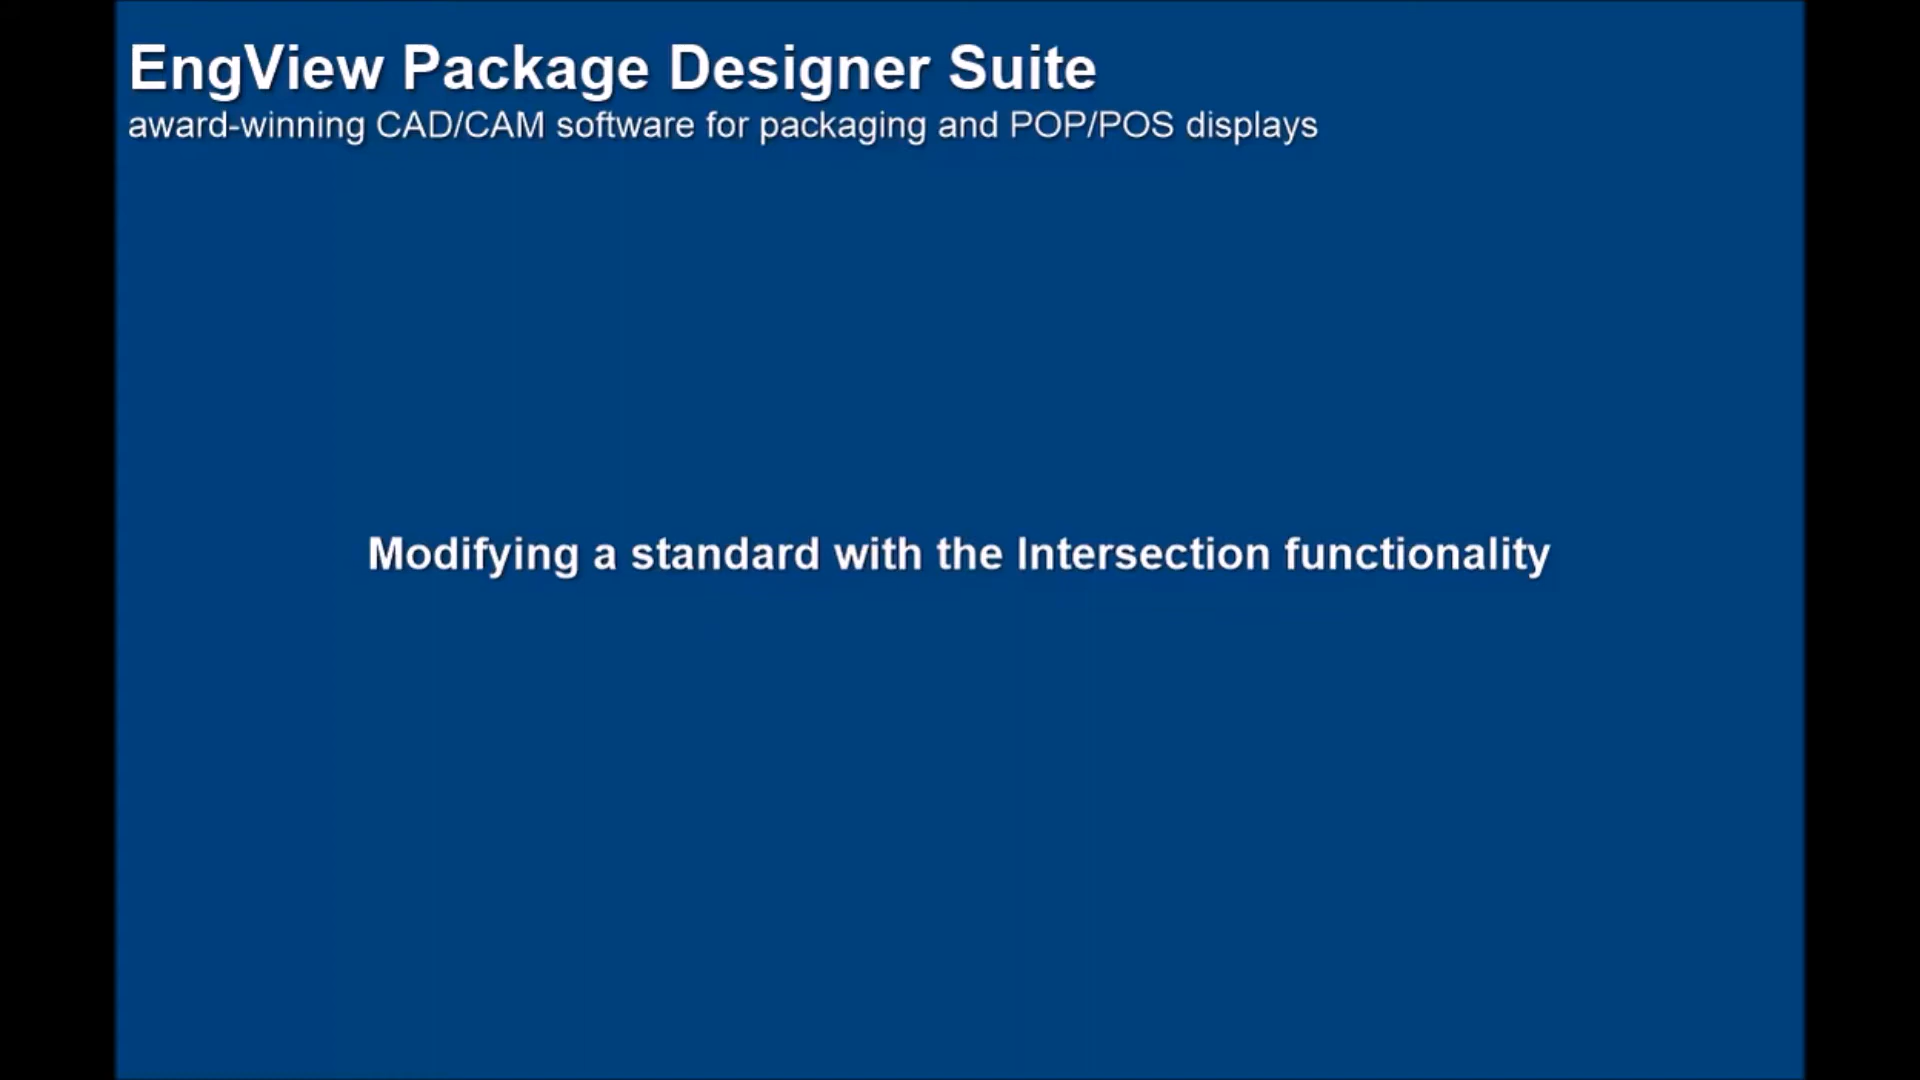 EngView Package Designer Suite
award-winning CAD/CAM software for packaging and POP/POS displays
Modifying a standard with the Intersection functionality